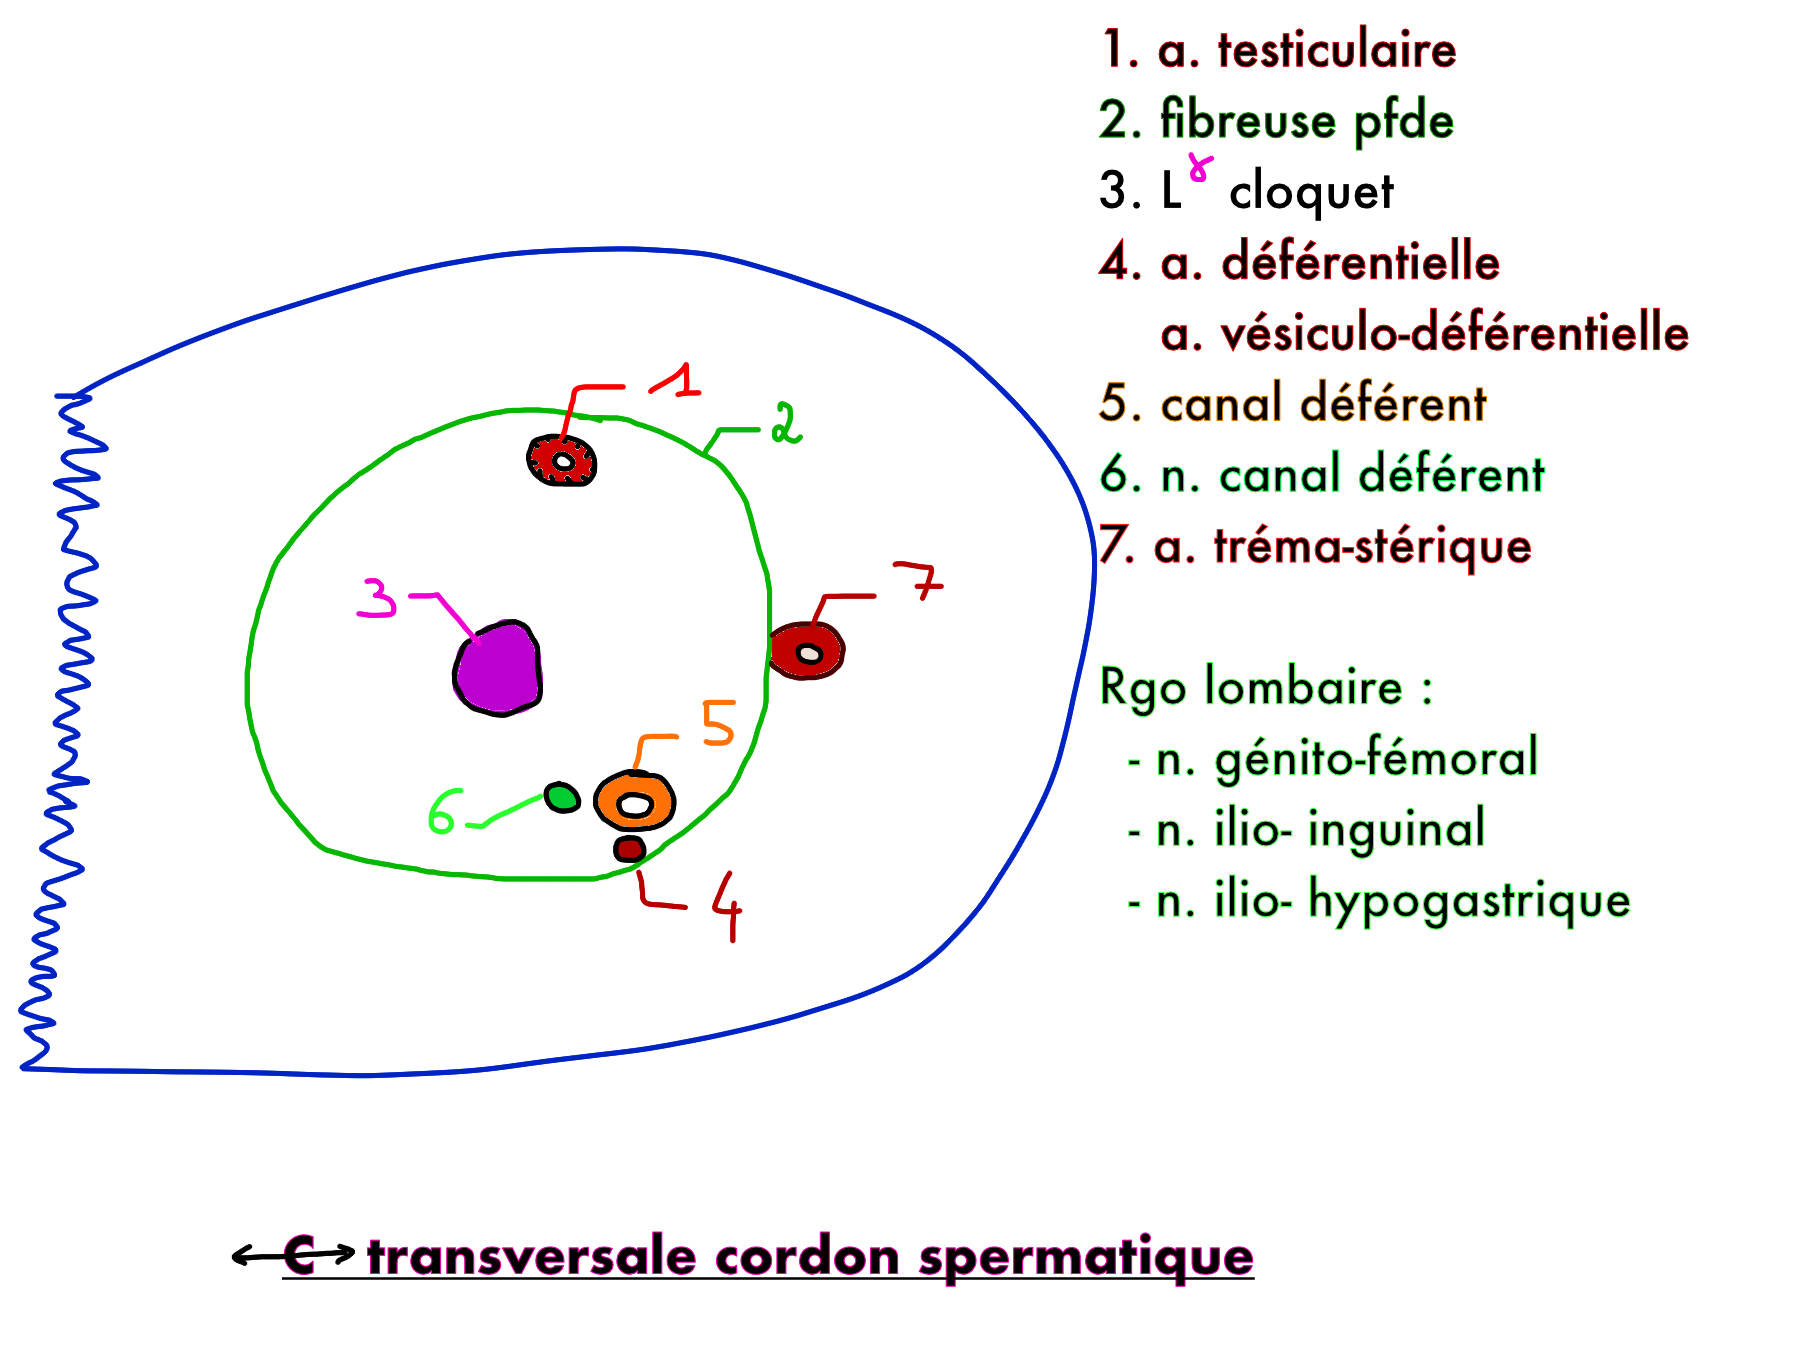 1. a. testiculaire
2. fibreuse pfde
3. L ɣ cloquet
4. a. déférentielle
a. vésiculo-déférentielle
5. canal déférent
6. n. canal déférent
7. a. tréma-stérique
Rgo lombaire :
- n. génito-fémoral
- n. ilio- inguinal
- n. ilio- hypogastrique
1
2
3
7
5
6
4
C transversale cordon spermatique